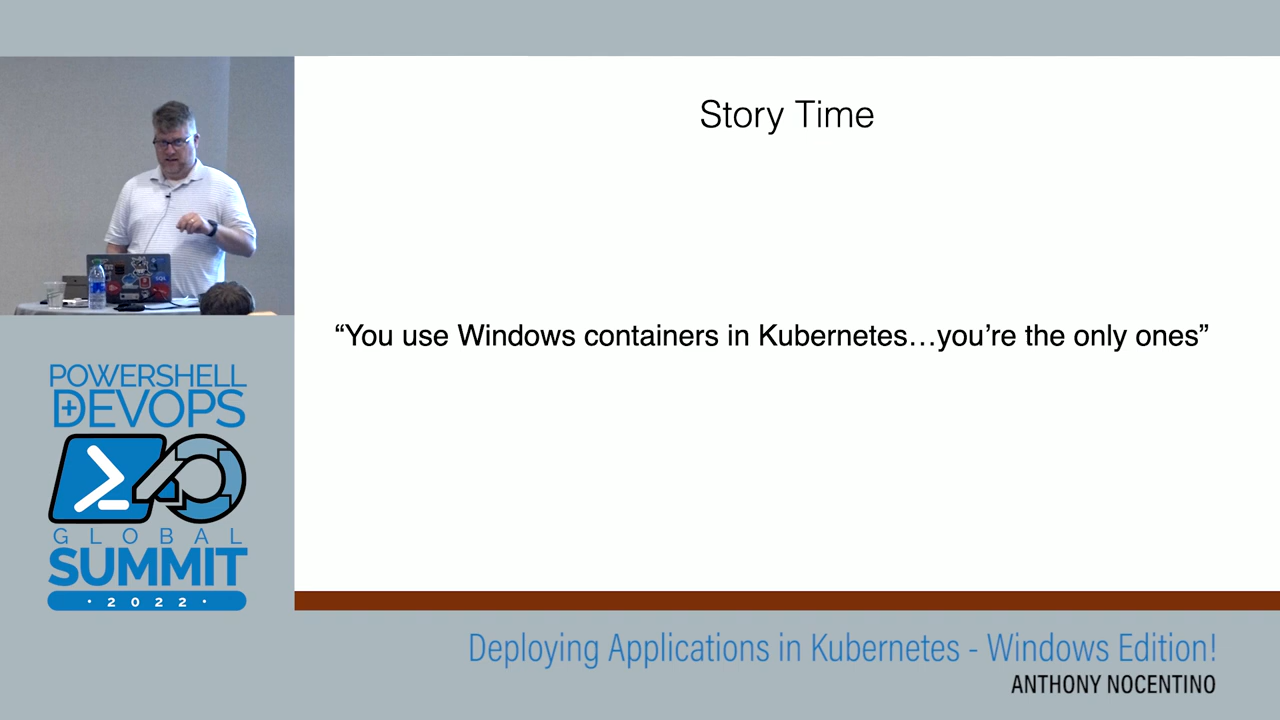 Story Time
“You use Windows containers in Kubernetes…you’re the only ones”
POWERSHELL
+DEVOPS
GLOBAL
SUMMIT
· 2022 ·
Deploying Applications in Kubernetes - Windows Edition!
ANTHONY NOCENTINO